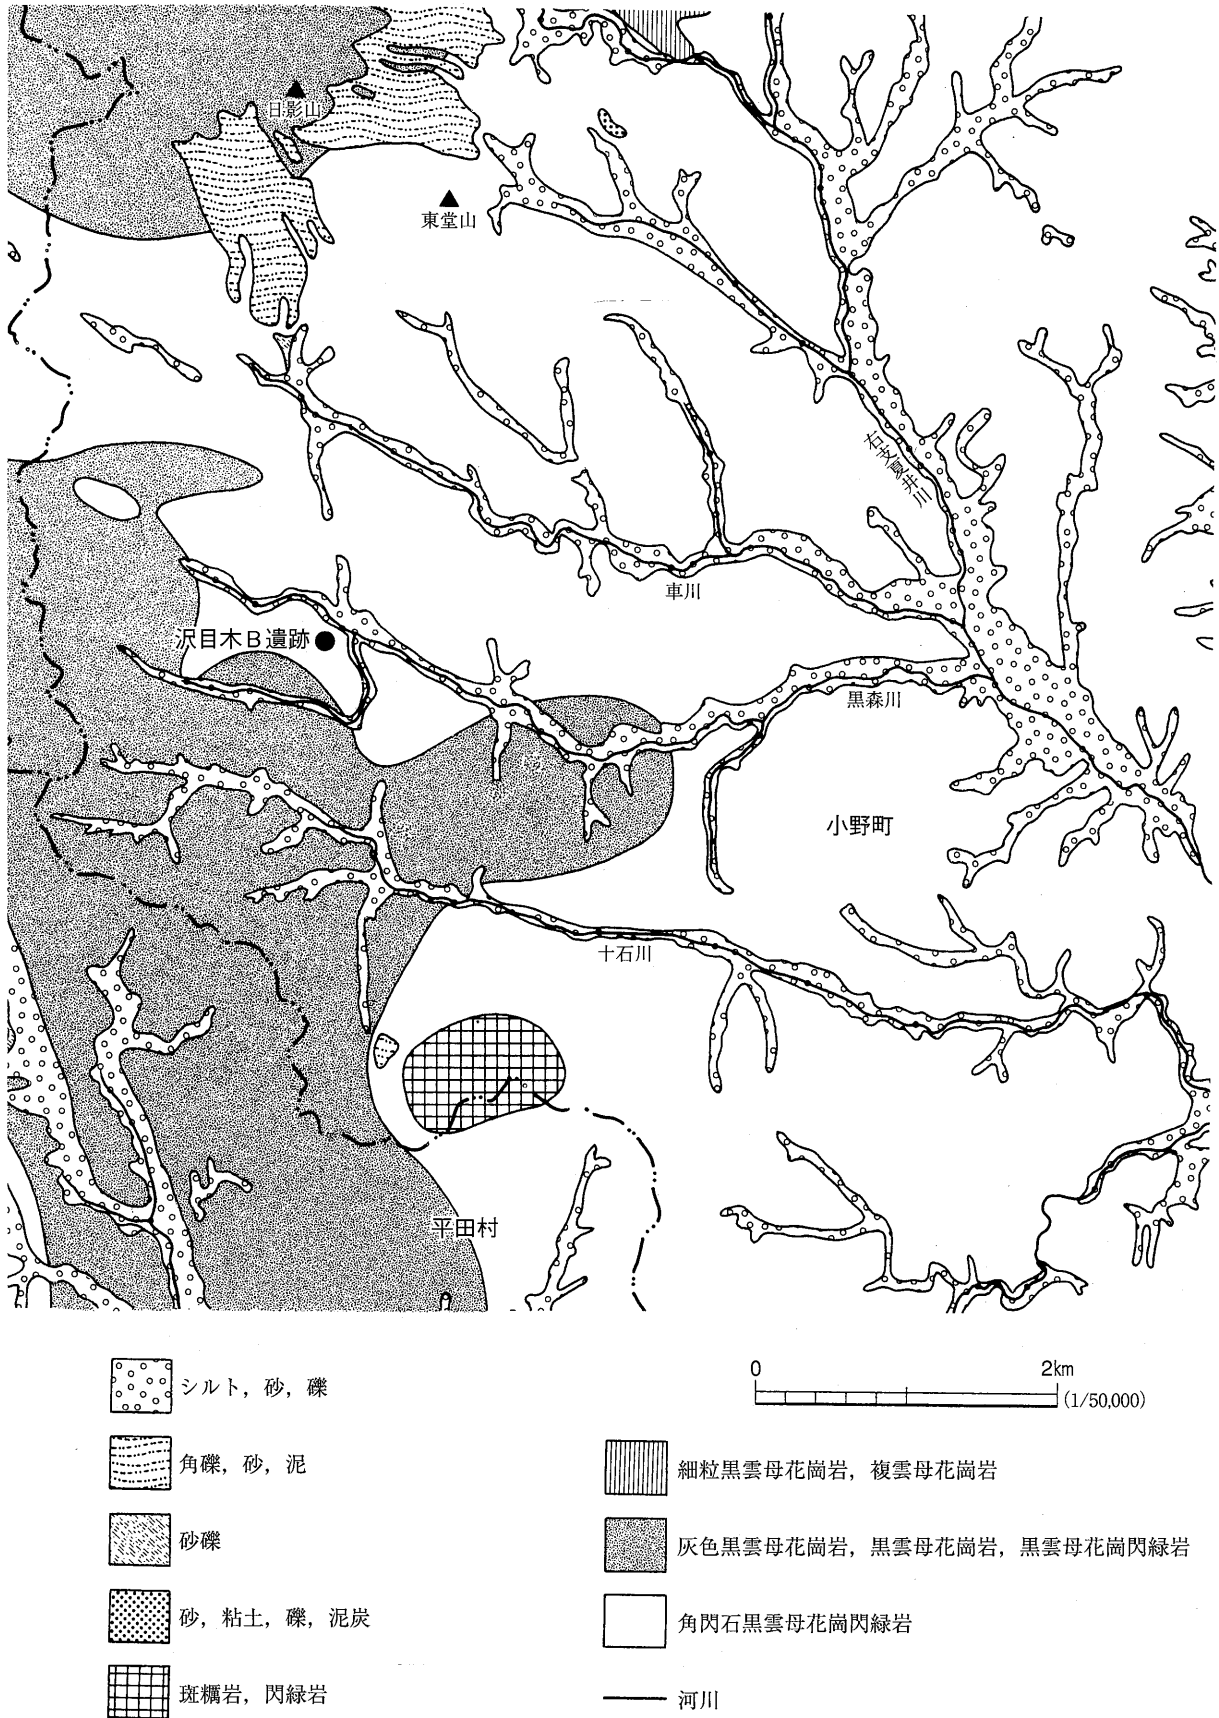 日影山
東堂山
右支夏井川
車川
沢目木B遺跡
黒森川
小野町
十石川
平田村
シルト，砂，礫
角礫，砂，泥
砂礫
砂，粘土，礫，泥炭
斑糲岩，閃緑岩
0 2km
(1/50,000)
細粒黒雲母花崗岩，複雲母花崗岩
灰色黒雲母花崗岩，黒雲母花崗岩，黒雲母花崗閃緑岩
角閃石黒雲母花崗閃緑岩
河川